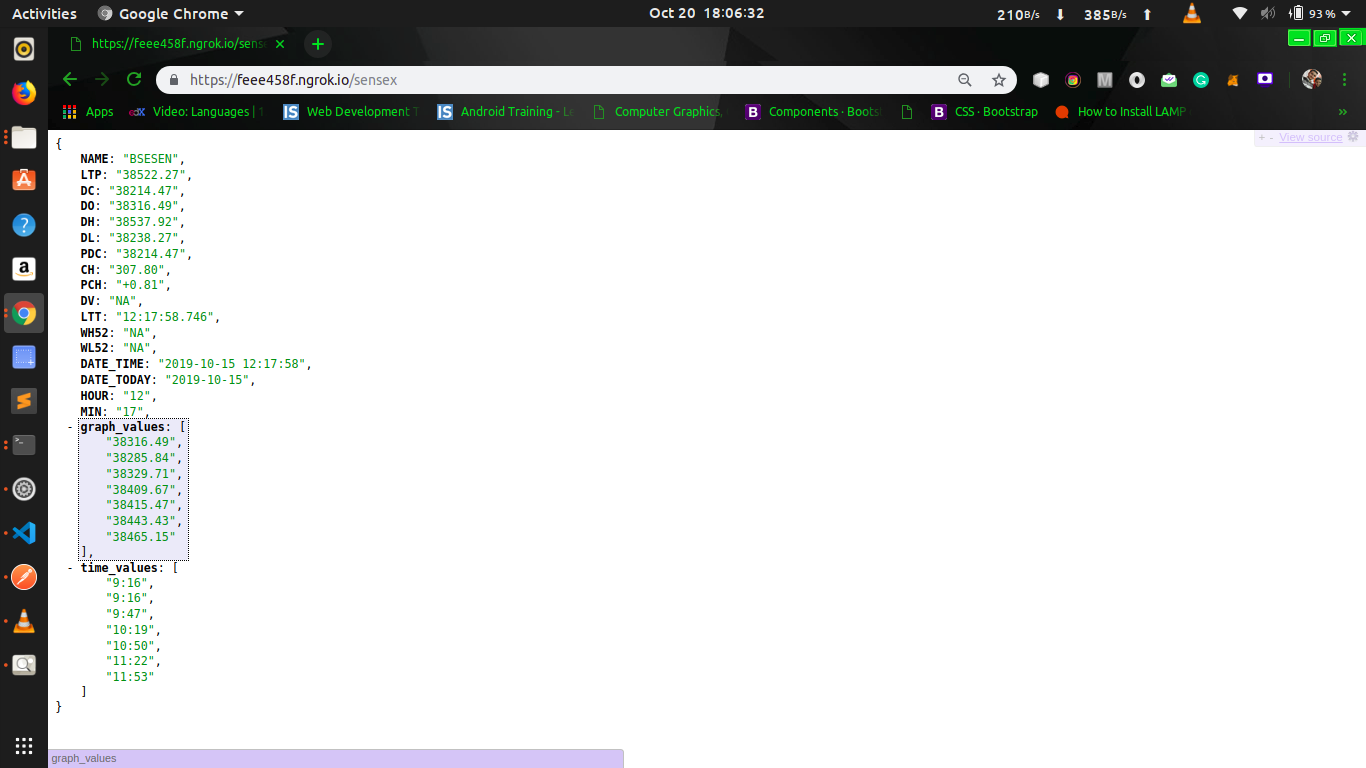 Activities Google Chrome Oct 20 18:06:32 210B/s 385B/s 93 %
https://feee458f.ngrok.io/sens
https://feee458f.ngrok.io/sensex
Apps Video: Languages | 1 Web Development T Android Training - Le Computer Graphics, Components · Boots CSS · Bootstrap How to Install LAMP »
+ - View source
{
NAME: "BSESEN",
LTP: "38522.27",
DC: "38214.47",
DO: "38316.49",
DH: "38537.92",
DL: "38238.27",
PDC: "38214.47",
CH: "307.80",
PCH: "+0.81",
DV: "NA",
LTT: "12:17:58.746",
WH52: "NA",
WL52: "NA",
DATE_TIME: "2019-10-15 12:17:58",
DATE_TODAY: "2019-10-15",
HOUR: "12",
MIN: "17",
- graph_values: [
"38316.49",
"38285.84",
"38329.71",
"38409.67",
"38415.47",
"38443.43",
"38465.15"
],
- time_values: [
"9:16",
"9:16",
"9:47",
"10:19",
"10:50",
"11:22",
"11:53"
]
}
graph_values